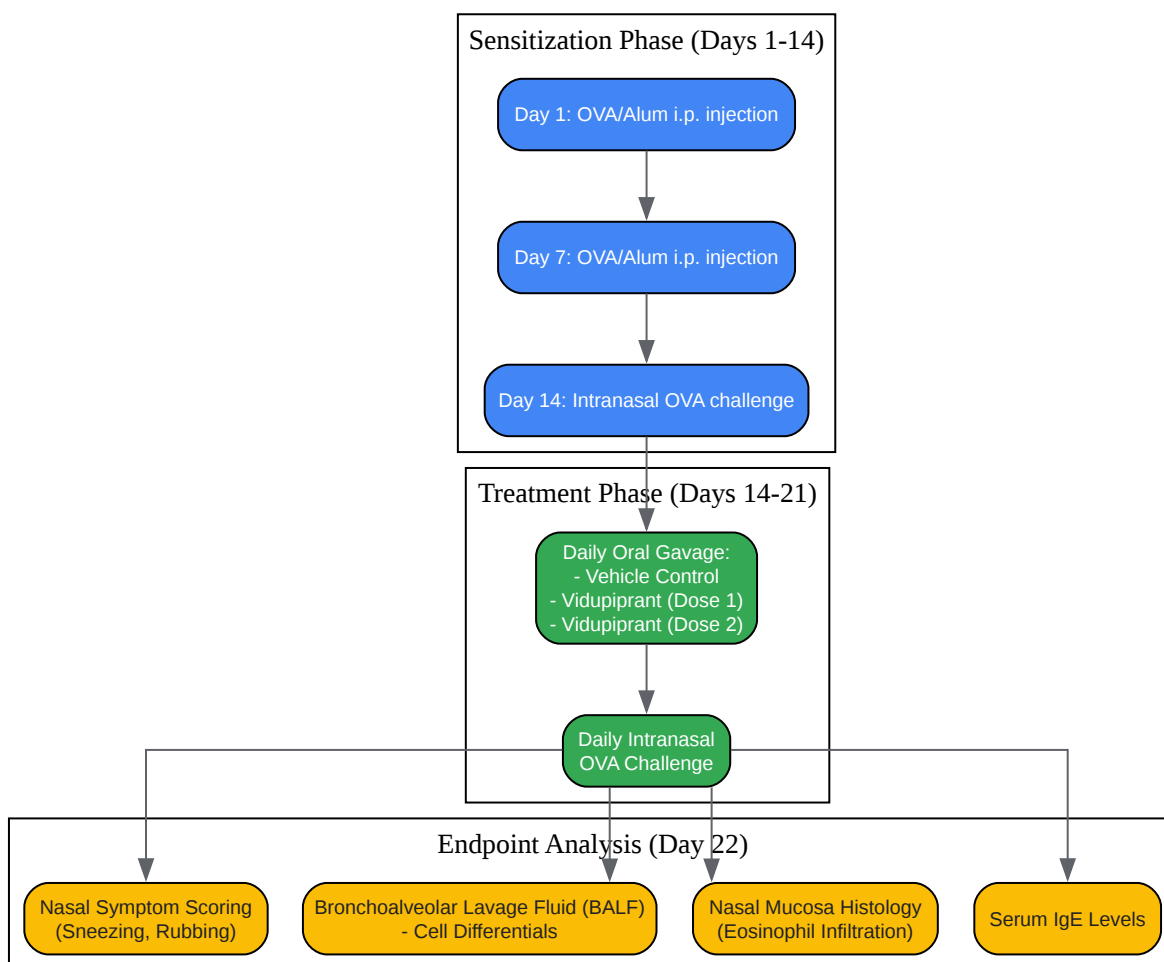 Sensitization Phase (Days 1-14)
Day 1: OVA/Alum i.p. injection
Day 7: OVA/Alum i.p. injection
Day 14: Intranasal OVA challenge
Treatment Phase (Days 14-21)
Daily Oral Gavage:
- Vehicle Control
- Vidupiprant (Dose 1)
- Vidupiprant (Dose 2)
Daily Intranasal
OVA Challenge
Endpoint Analysis (Day 22)
Nasal Symptom Scoring
(Sneezing, Rubbing)
Bronchoalveolar Lavage Fluid (BALF)
- Cell Differentials
Nasal Mucosa Histology
(Eosinophil Infiltration)
Serum IgE Levels